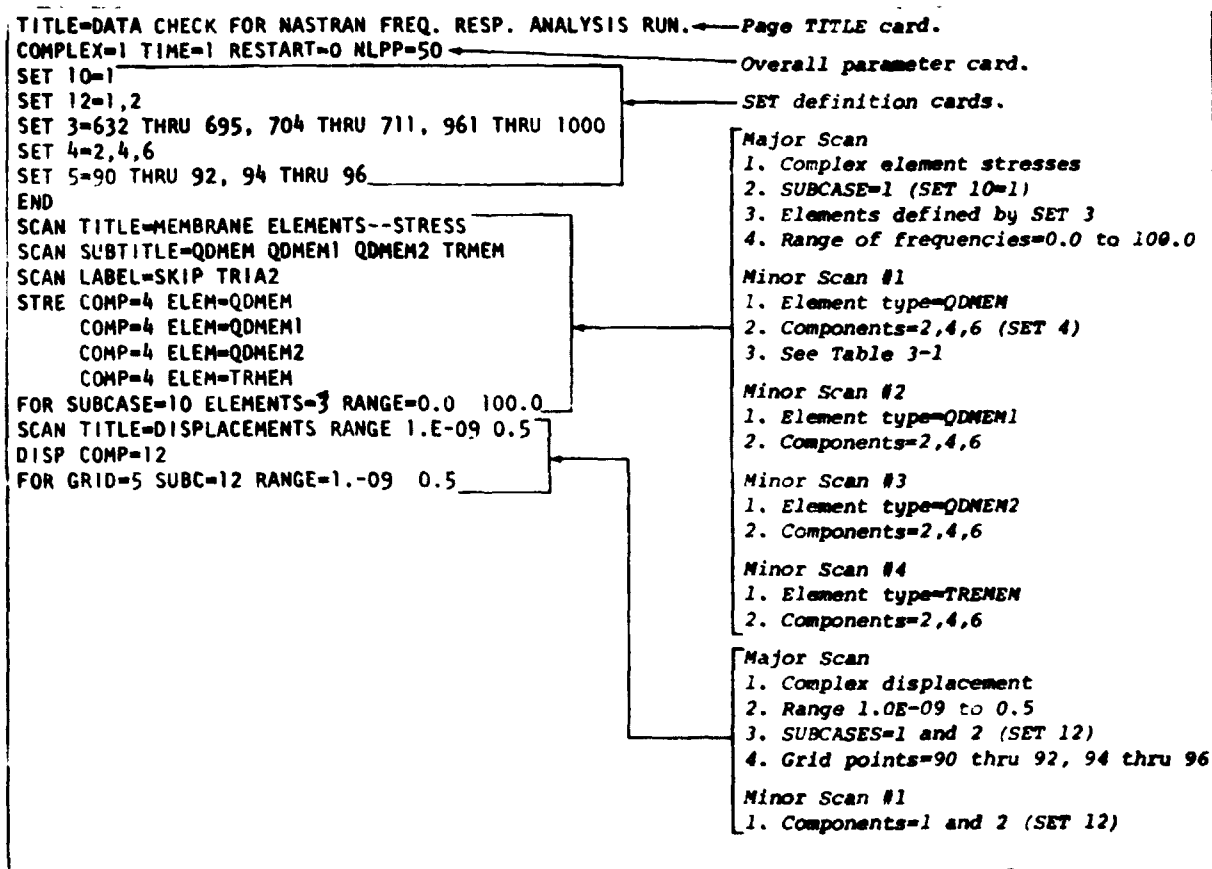 TITLE=DATA CHECK FOR NASTRAN FREQ. RESP. ANALYSIS RUN.
COMPLEX=1 TIME=1 RESTART=0 NLPP=50
SET 10=1
SET 12=1,2
SET 3=632 THRU 695, 704 THRU 711, 961 THRU 1000
SET 4=2,4,6
SET 5=90 THRU 92, 94 THRU 96
END
SCAN TITLE=MEMBRANE ELEMENTS--STRESS
SCAN SUBTITLE=QDMEM QDMEM1 QDMEM2 TRMEM
SCAN LABEL=SKIP TRIA2
STRE COMP=4 ELEM=QDMEM
COMP=4 ELEM=QDMEM1
COMP=4 ELEM=QDMEM2
COMP=4 ELEM=TRMEM
FOR SUBCASE=10 ELEMENTS=3 RANGE=0.0 100.0
SCAN TITLE=DISPLACEMENTS RANGE 1.E-09 0.5
DISP COMP=12
FOR GRID=5 SUBC=12 RANGE=1.-09 0.5
Page TITLE card.
Overall parameter card.
SET definition cards.
Major Scan
1. Complex element stresses
2. SUBCASE=1 (SET 10=1)
3. Elements defined by SET 3
4. Range of frequencies=0.0 to 100.0
Minor Scan #1
1. Element type=QDMEM
2. Components=2,4,6 (SET 4)
3. See Table 3-1
Minor Scan #2
1. Element type=QDMEM1
2. Components=2,4,6
Minor Scan #3
1. Element type=QDMEM2
2. Components=2,4,6
Minor Scan #4
1. Element type=TREMEM
2. Components=2,4,6
Major Scan
1. Complex displacement
2. Range 1.0E-09 to 0.5
3. SUBCASES=1 and 2 (SET 12)
4. Grid points=90 thru 92, 94 thru 96
Minor Scan #1
1. Components=1 and 2 (SET 12)